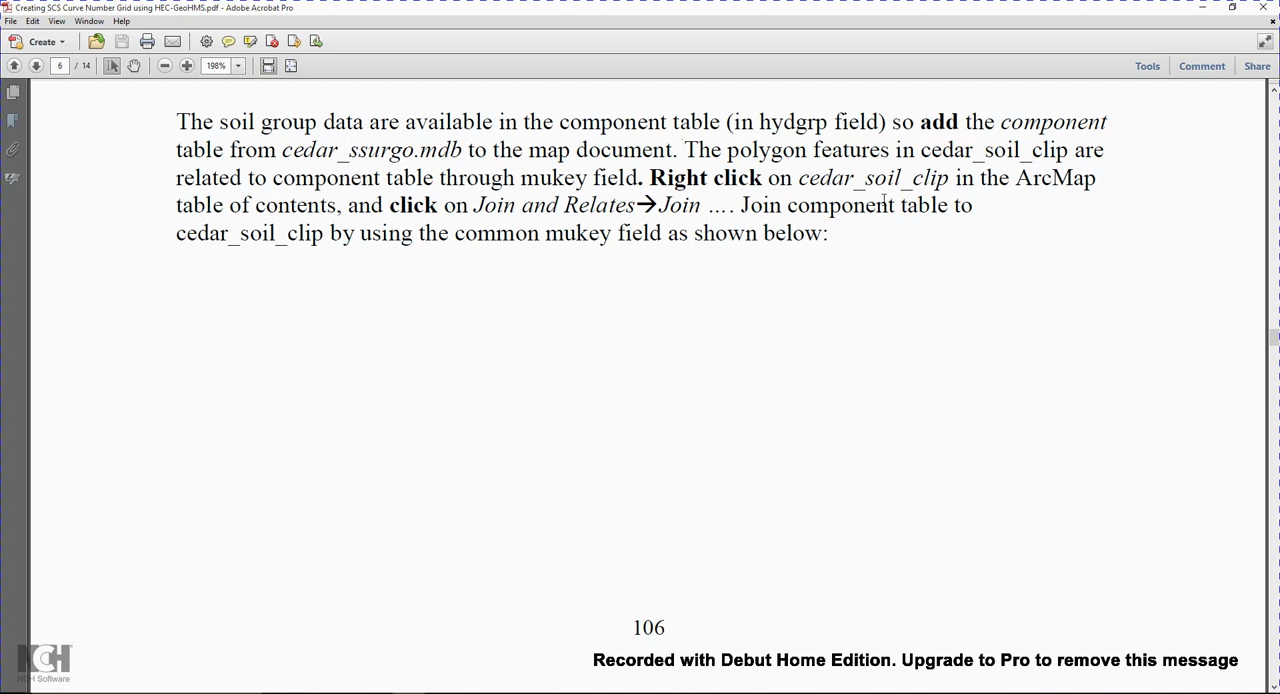 Creating SCS Curve Number Grid using HEC-GeoHMS.pdf - Adobe Acrobat Pro
File Edit View Window Help
Create
6 / 14 198% Tools Comment Share
The soil group data are available in the component table (in hydgrp field) so add the component
table from cedar_ssurgo.mdb to the map document. The polygon features in cedar_soil_clip are
related to component table through mukey field. Right click on cedar_soil_clip in the ArcMap
table of contents, and click on Join and Relates→Join .... Join component table to
cedar_soil_clip by using the common mukey field as shown below:
106
NCH
NCH Software
Recorded with Debut Home Edition. Upgrade to Pro to remove this message